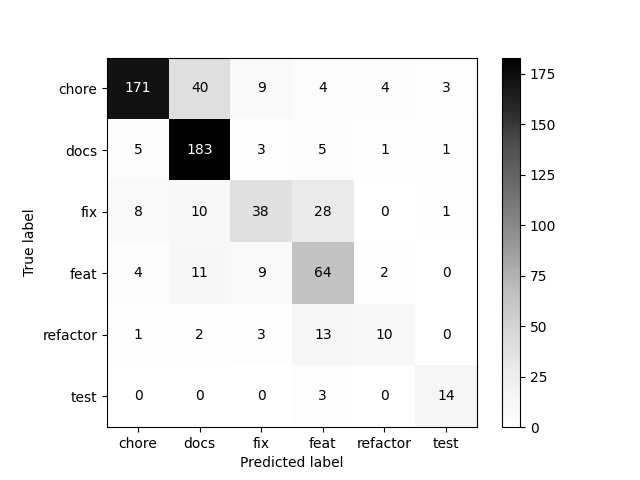 chore 171 40 9 4 4 3
docs 5 183 3 5 1 1
fix 8 10 38 28 0 1
feat 4 11 9 64 2 0
refactor 1 2 3 13 10 0
test 0 0 0 3 0 14
chore docs fix feat refactor test
Predicted label
True label
175
150
125
100
75
50
25
0